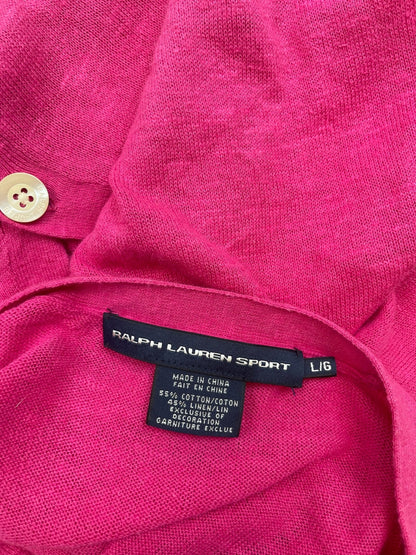 RALPH LAUREN SPORT
L/G
MADE IN CHINA
FAIT EN CHINE
55% COTTON/COTON
45% LINEN/LIN
EXCLUSIVE OF
DECORATION
GARNITURE EXCLUE